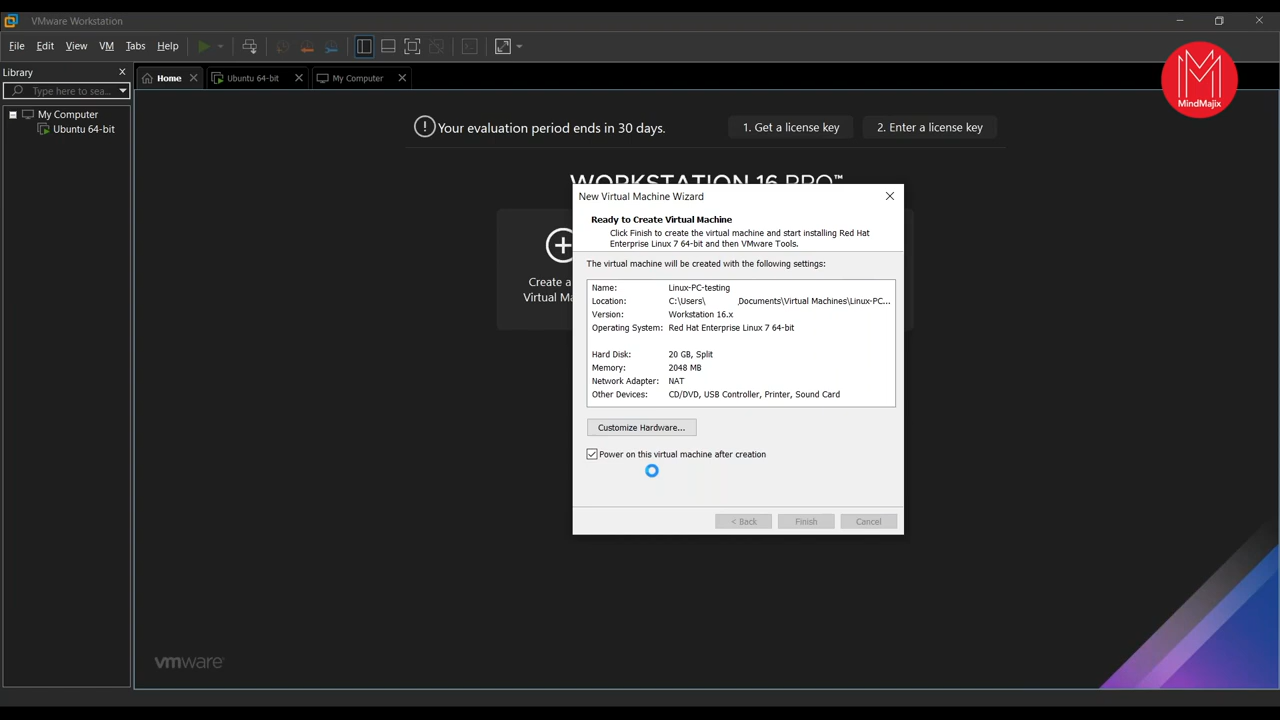 VMware Workstation
File Edit View VM Tabs Help
Library
Type here to sea...
My Computer
Ubuntu 64-bit
Home
Ubuntu 64-bit
My Computer
MindMajix
! Your evaluation period ends in 30 days.
1. Get a license key
2. Enter a license key
WORKSTATION 16 PRO™
Create a
Virtual Ma
New Virtual Machine Wizard
Ready to Create Virtual Machine
Click Finish to create the virtual machine and start installing Red Hat
Enterprise Linux 7 64-bit and then VMware Tools.
The virtual machine will be created with the following settings:
Name: Linux-PC-testing
Location: C:\Users\ Documents\Virtual Machines\Linux-PC...
Version: Workstation 16.x
Operating System: Red Hat Enterprise Linux 7 64-bit
Hard Disk: 20 GB, Split
Memory: 2048 MB
Network Adapter: NAT
Other Devices: CD/DVD, USB Controller, Printer, Sound Card
Customize Hardware...
Power on this virtual machine after creation
< Back
Finish
Cancel
vmware